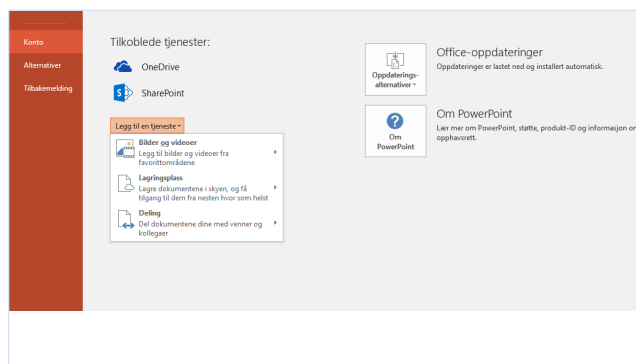 Konto
Alternativer
Tilbakemelding
Tilkoblede tjenester:
OneDrive
S
SharePoint
Legg til en tjeneste
Bilder og videoer
Legg til bilder og videoer fra
favorittområdene
Lagringsplass
Lagre dokumentene i skyen, og få
tilgang til dem fra nesten hvor som helst
Deling
Del dokumentene dine med venner og
kollegaer
Oppdaterings-
alternativer
Office-oppdateringer
Oppdateringer er lastet ned og installert automatisk.
?
Om
PowerPoint
Om PowerPoint
Lær mer om PowerPoint, støtte, produkt-ID og informasjon om
opphavsrett.